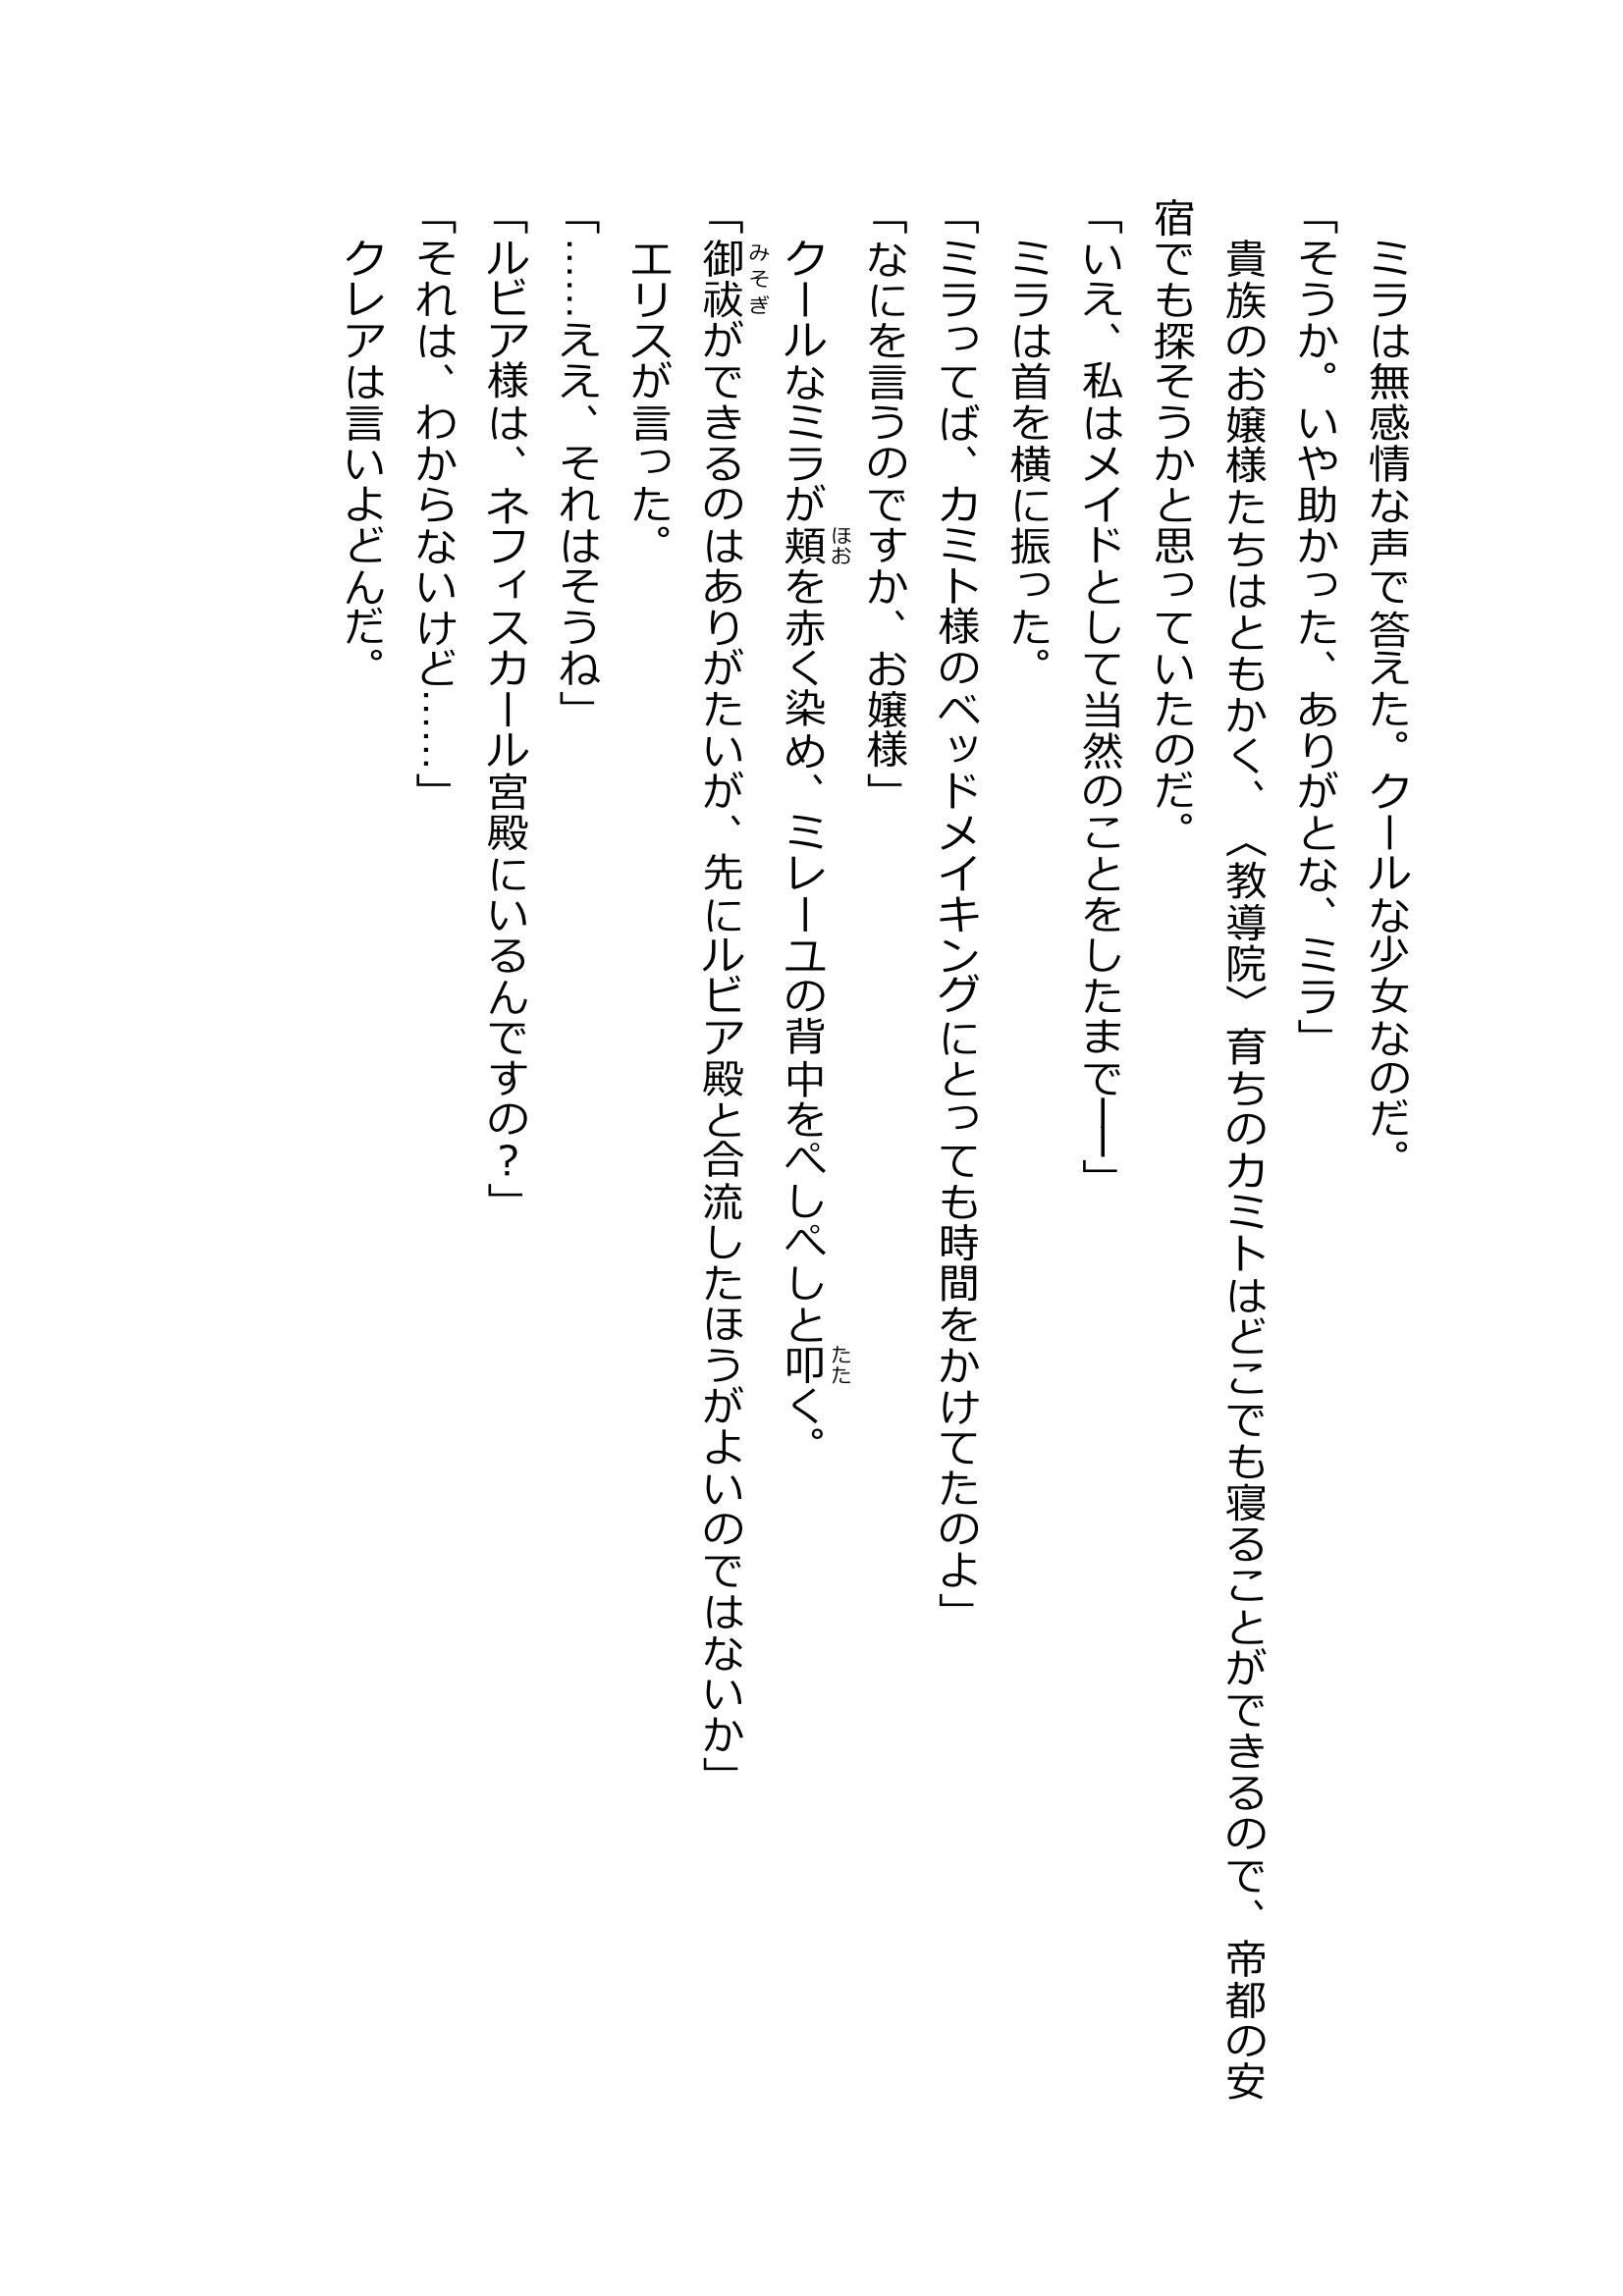 ミラは無感情な声で答えた。クールな少女なのだ。
「そうか。いや助かった、ありがとな、ミラ」
　貴族のお嬢様たちはともかく、〈教導院〉育ちのカミトはどこでも寝ることができるので、帝都の安
宿でも探そうかと思っていたのだ。
「いえ、私はメイドとして当然のことをしたまで――」
　ミラは首を横に振った。
「ミラってば、カミト様のベッドメイキングにとっても時間をかけてたのよ」
「なにを言うのですか、お嬢様」
　クールなミラが頬を赤く染め、ミレーユの背中をぺしぺしと叩く。
「御祓ができるのはありがたいが、先にルビア殿と合流したほうがよいのではないか」
　エリスが言った。
「……ええ、それはそうね」
「ルビア様は、ネフィスカール宮殿にいるんですの？」
「それは、わからないけど……」
　クレアは言いよどんだ。